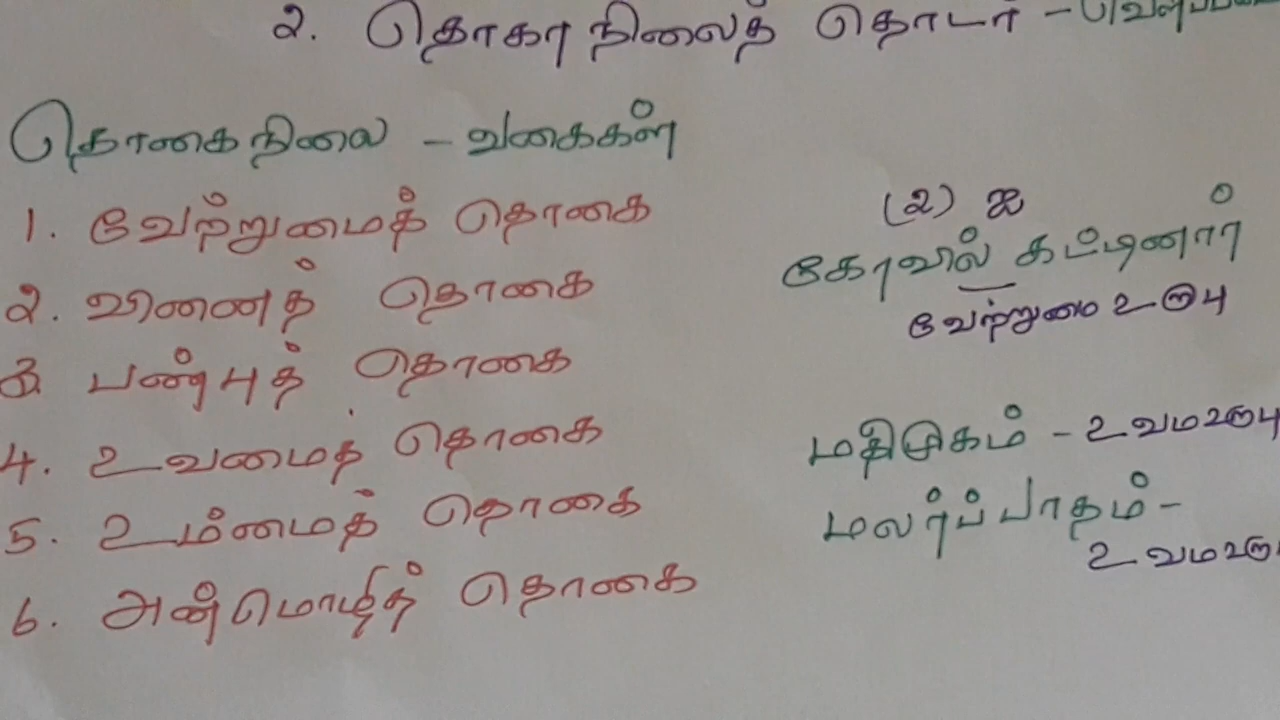 2. தொகாநிலைத் தொடர் -
தொகைநிலை - வகைகள்
1. வேற்றுமைத் தொகை
2. வினைத் தொகை
3. பண்புத் தொகை
4. உவமைத் தொகை
5. உம்மைத் தொகை
6. அன்மொழித் தொகை
(2) ஐ
கோவில் கட்டினார்
வேற்றுமை உருபு
மதிமுகம் - உவமஉருபு
மலர்ப்பாதம் -
உவமஉரு